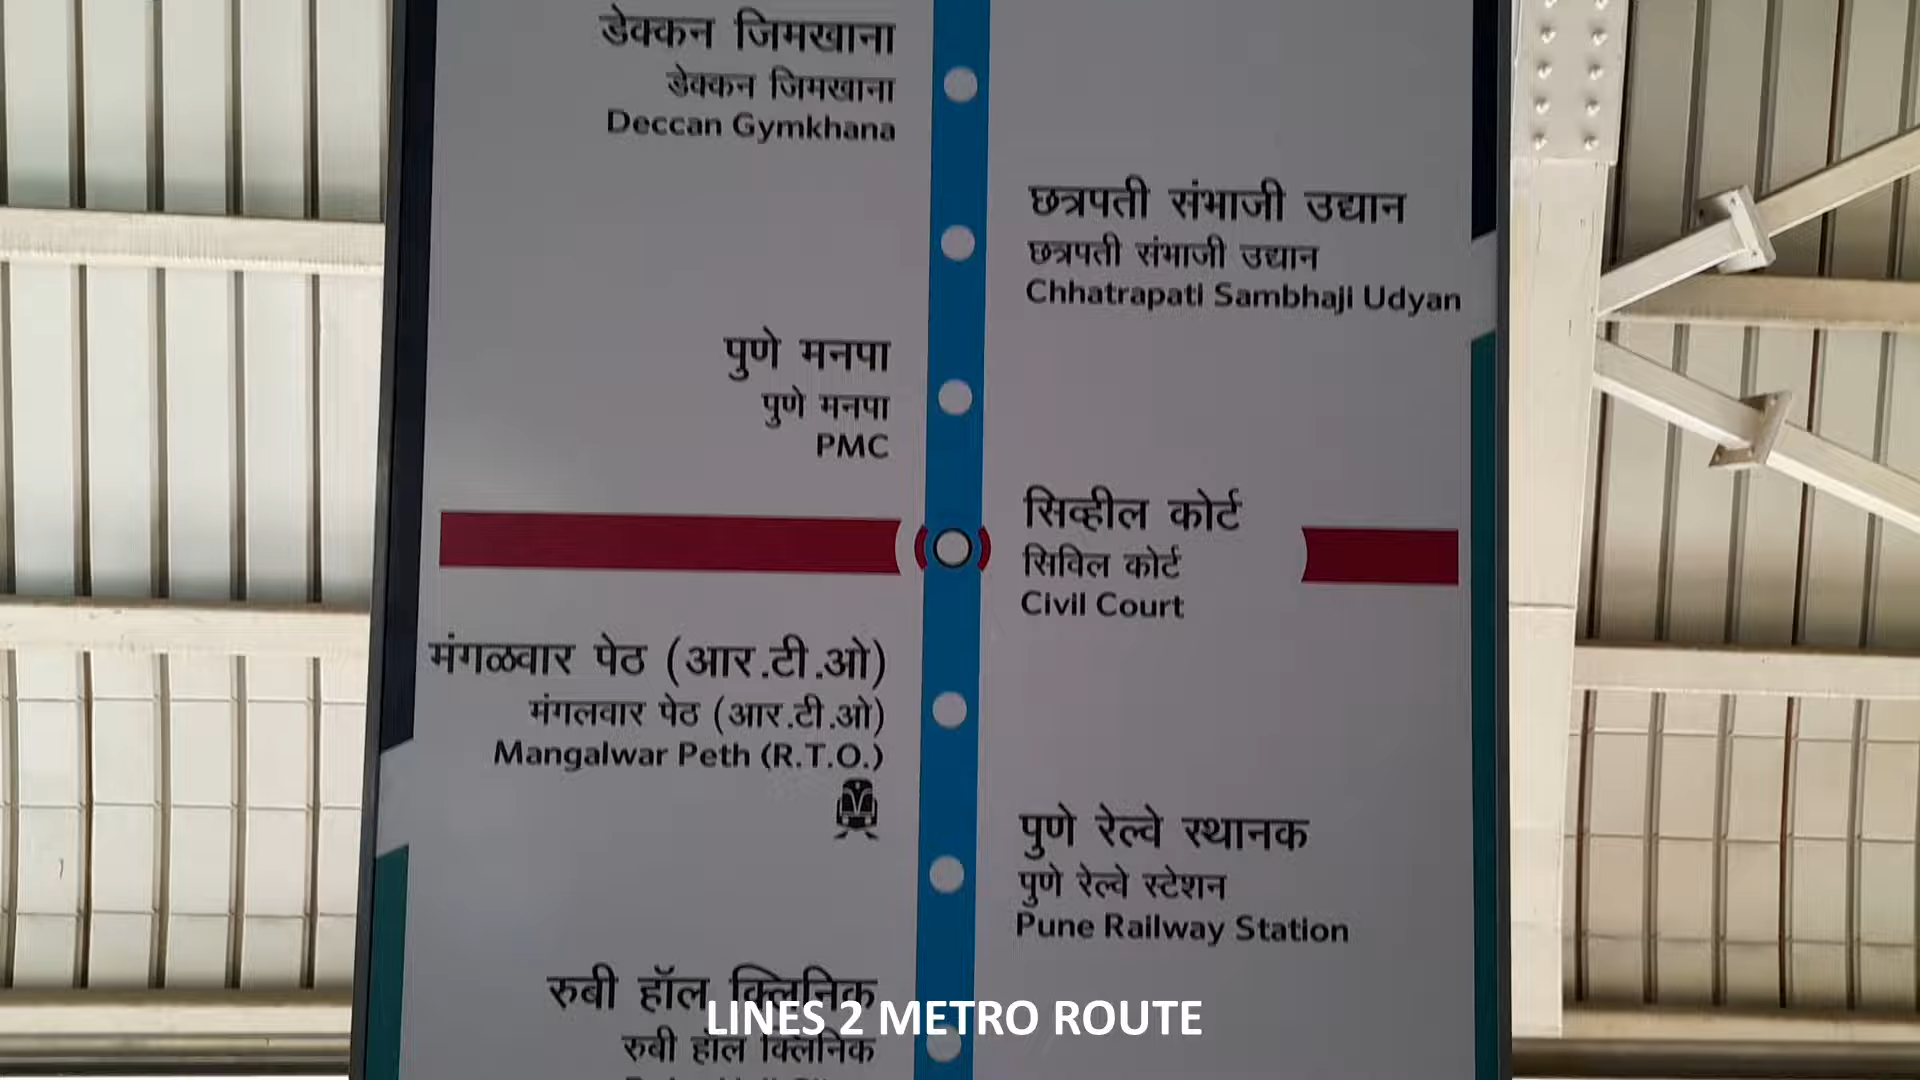 डेक्कन जिमखाना
डेक्कन जिमखाना
Deccan Gymkhana
छत्रपती संभाजी उद्यान
छत्रपती संभाजी उद्यान
Chhatrapati Sambhaji Udyan
पुणे मनपा
पुणे मनपा
PMC
सिव्हील कोर्ट
सिविल कोर्ट
Civil Court
मंगळवार पेठ (आर.टी.ओ)
मंगलवार पेठ (आर.टी.ओ)
Mangalwar Peth (R.T.O.)
पुणे रेल्वे स्थानक
पुणे रेल्वे स्टेशन
Pune Railway Station
रुबी हॉल क्लिनिक
LINES 2 METRO ROUTE
रुबी हॉल क्लिनिक